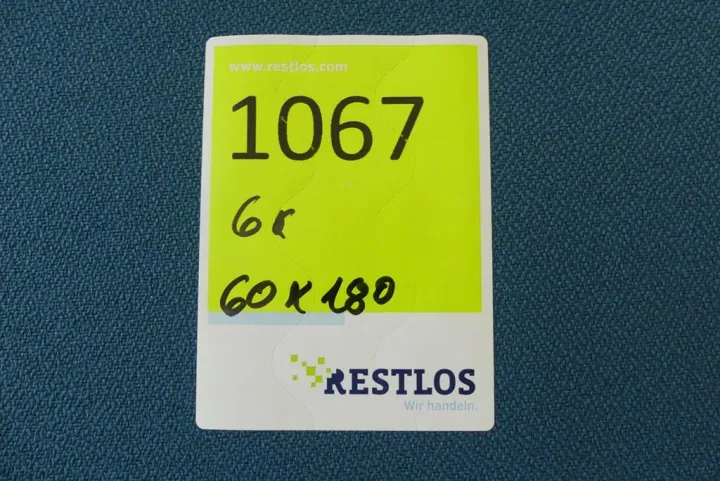 www.restlos.com
1067
6x
60x180
RESTLOS
Wir handeln.